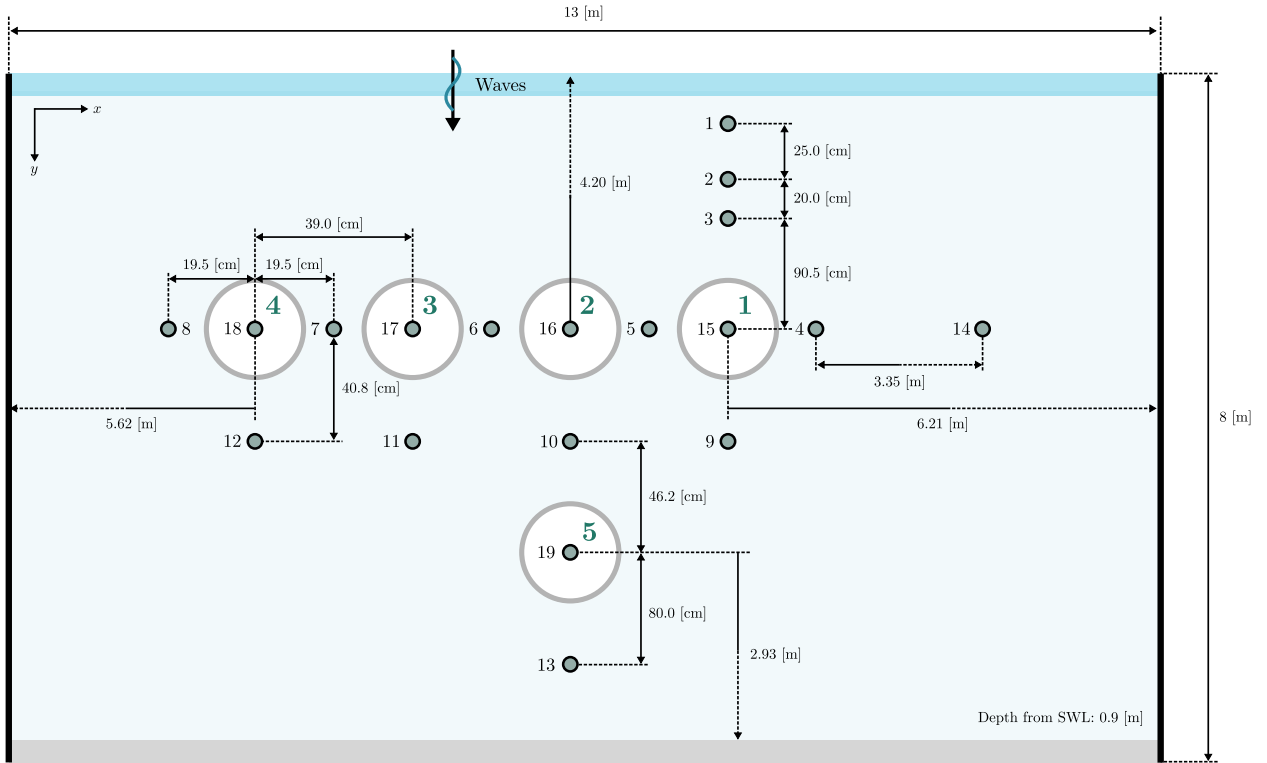 13 [m]
Waves
x
y
1
25.0 [cm]
2
4.20 [m]
20.0 [cm]
3
39.0 [cm]
19.5 [cm]
19.5 [cm]
90.5 [cm]
4
3
2
1
8
18
7
17
6
16
5
15
4
14
3.35 [m]
40.8 [cm]
5.62 [m]
6.21 [m]
8 [m]
12
11
10
9
46.2 [cm]
5
19
80.0 [cm]
2.93 [m]
13
Depth from SWL: 0.9 [m]